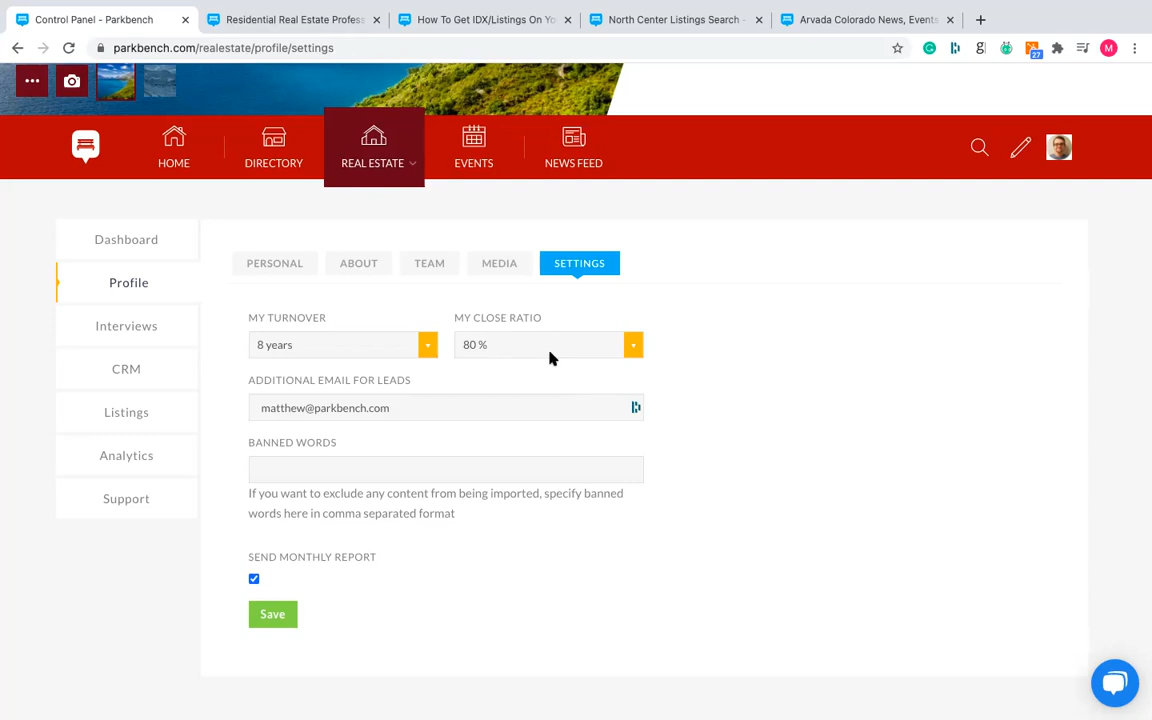 Control Panel - Parkbench
Residential Real Estate Profess
How To Get IDX/Listings On Yo
North Center Listings Search -
Arvada Colorado News, Events
parkbench.com/realestate/profile/settings
27
M
HOME
DIRECTORY
REAL ESTATE
EVENTS
NEWS FEED
Dashboard
Profile
Interviews
CRM
Listings
Analytics
Support
PERSONAL
ABOUT
TEAM
MEDIA
SETTINGS
MY TURNOVER
MY CLOSE RATIO
8 years
80 %
ADDITIONAL EMAIL FOR LEADS
matthew@parkbench.com
BANNED WORDS
If you want to exclude any content from being imported, specify banned
words here in comma separated format
SEND MONTHLY REPORT
Save